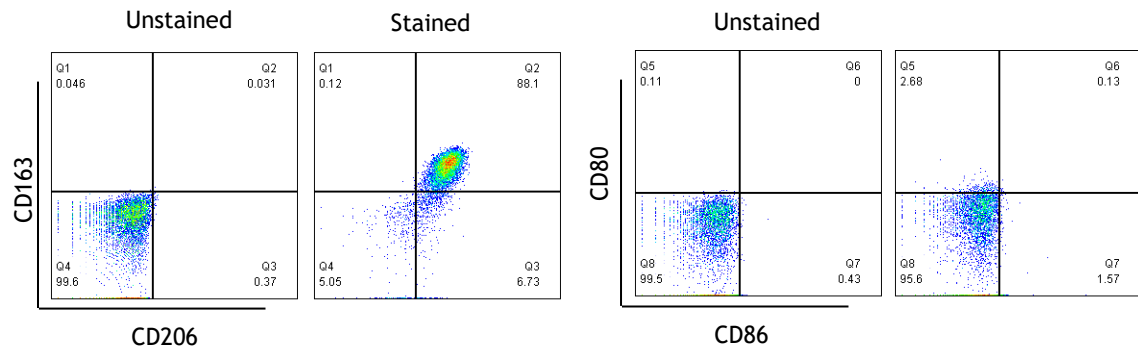 Unstained
Stained
Unstained
Q1
0.046
Q2
0.031
Q4
99.6
Q3
0.37
Q1
0.12
Q2
88.1
Q4
5.05
Q3
6.73
Q5
0.11
Q6
0
Q8
99.5
Q7
0.43
Q5
2.68
Q6
0.13
Q8
95.6
Q7
1.57
CD163
CD206
CD80
CD86